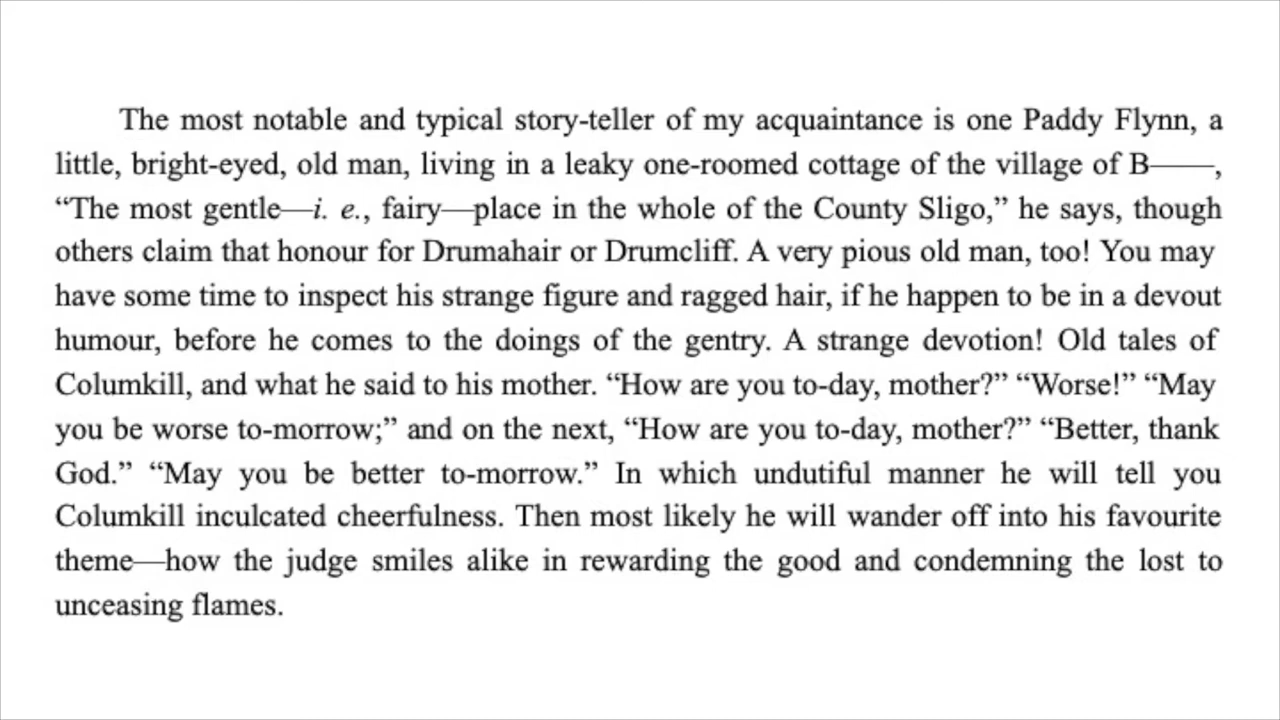 The most notable and typical story-teller of my acquaintance is one Paddy Flynn, a
little, bright-eyed, old man, living in a leaky one-roomed cottage of the village of B——,
“The most gentle—i. e., fairy—place in the whole of the County Sligo,” he says, though
others claim that honour for Drumahair or Drumcliff. A very pious old man, too! You may
have some time to inspect his strange figure and ragged hair, if he happen to be in a devout
humour, before he comes to the doings of the gentry. A strange devotion! Old tales of
Columkill, and what he said to his mother. “How are you to-day, mother?” “Worse!” “May
you be worse to-morrow;” and on the next, “How are you to-day, mother?” “Better, thank
God.” “May you be better to-morrow.” In which undutiful manner he will tell you
Columkill inculcated cheerfulness. Then most likely he will wander off into his favourite
theme—how the judge smiles alike in rewarding the good and condemning the lost to
unceasing flames.